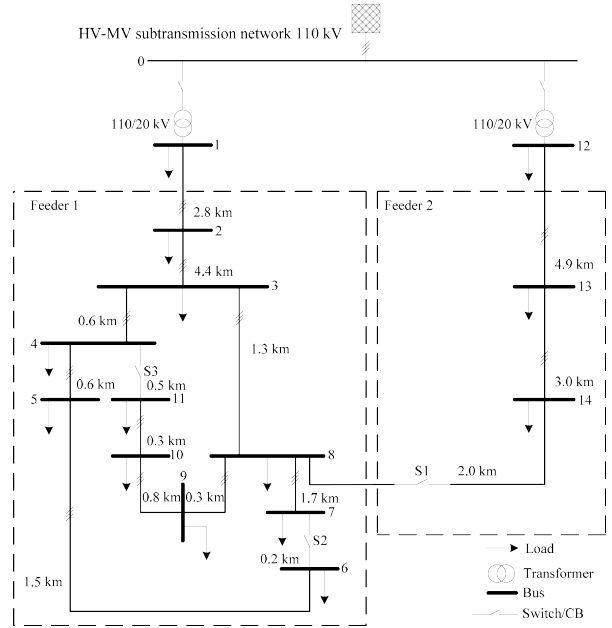 HV-MV subtransmission network 110 kV
0
110/20 kV
110/20 kV
1
12
Feeder 1
Feeder 2
2.8 km
2
4.4 km
4.9 km
3
13
0.6 km
1.3 km
4
S3
0.6 km
0.5 km
3.0 km
5
11
14
0.3 km
10
8
9
S1
2.0 km
0.8 km
0.3 km
1.7 km
7
S2
0.2 km
6
1.5 km
Load
Transformer
Bus
Switch/CB